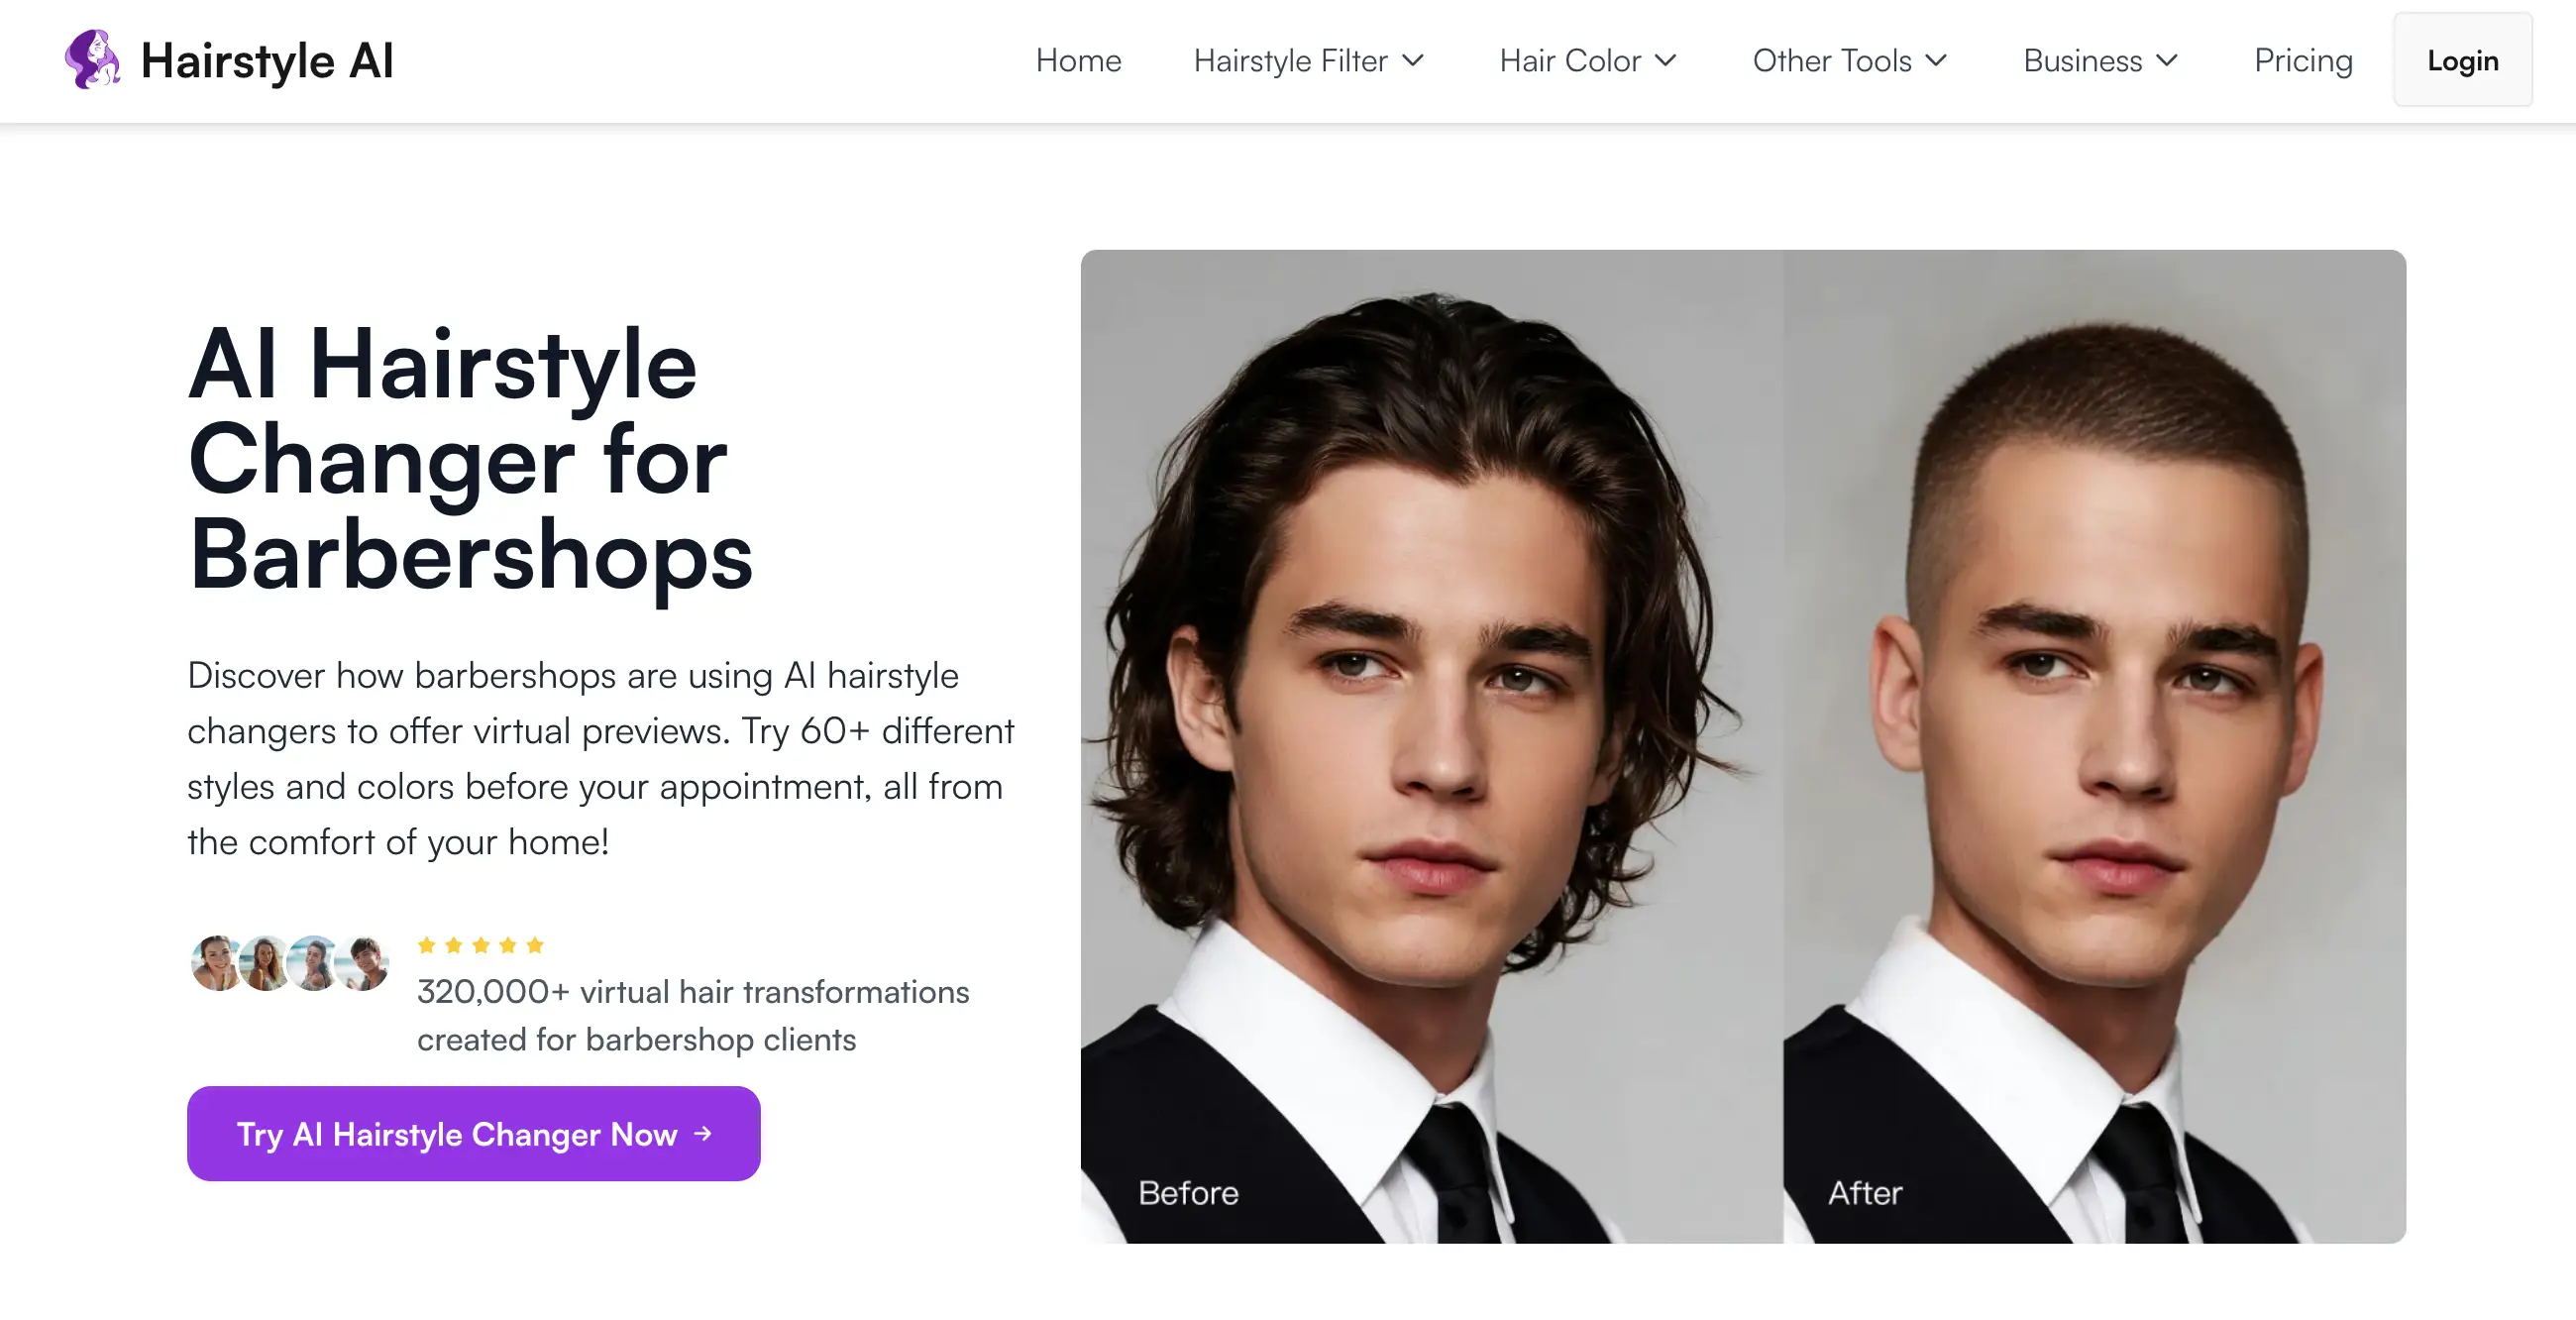 Hairstyle AI
Home
Hairstyle Filter
Hair Color
Other Tools
Business
Pricing
Login
AI Hairstyle
Changer for
Barbershops
Discover how barbershops are using AI hairstyle
changers to offer virtual previews. Try 60+ different
styles and colors before your appointment, all from
the comfort of your home!
320,000+ virtual hair transformations
created for barbershop clients
Try AI Hairstyle Changer Now →
Before
After